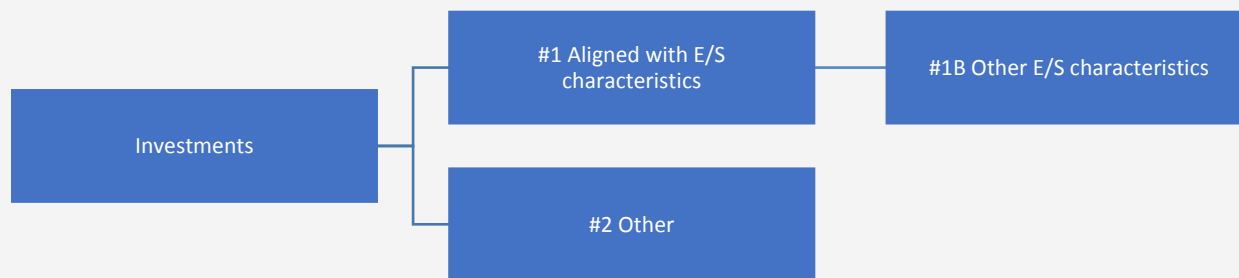 #1 Aligned with E/S
characteristics
#1B Other E/S characteristics
Investments
#2 Other